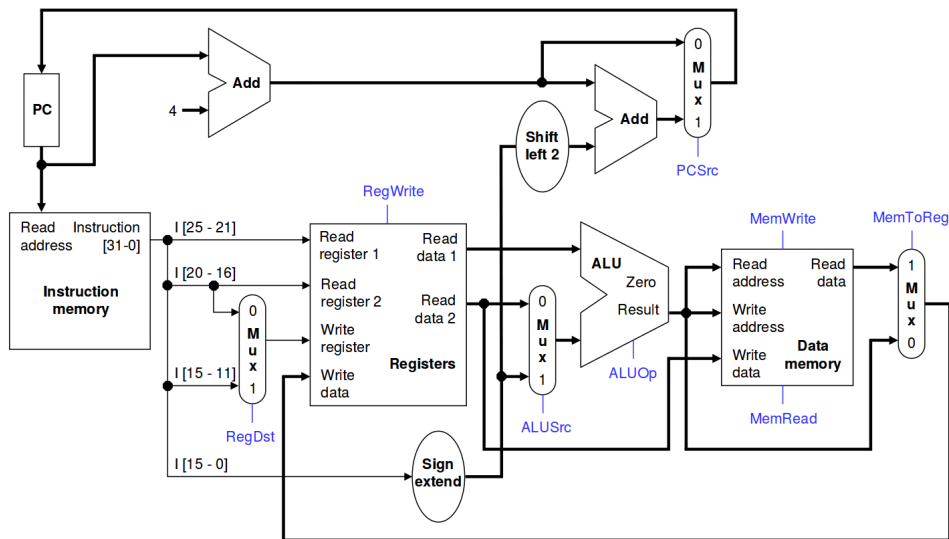 PC
4
Add
Shift
left 2
Add
0
M
u
x
1
PCSrc
Read
address
Instruction
[31-0]
Instruction
memory
I [25 - 21]
I [20 - 16]
I [15 - 11]
I [15 - 0]
0
M
u
x
1
RegDst
RegWrite
Read
register 1
Read
register 2
Write
register
Write
data
Read
data 1
Read
data 2
Registers
Sign
extend
0
M
u
x
1
ALUSrc
ALU
Zero
Result
ALUOp
MemWrite
Read
address
Write
address
Write
data
Read
data
Data
memory
MemRead
MemToReg
1
M
u
x
0